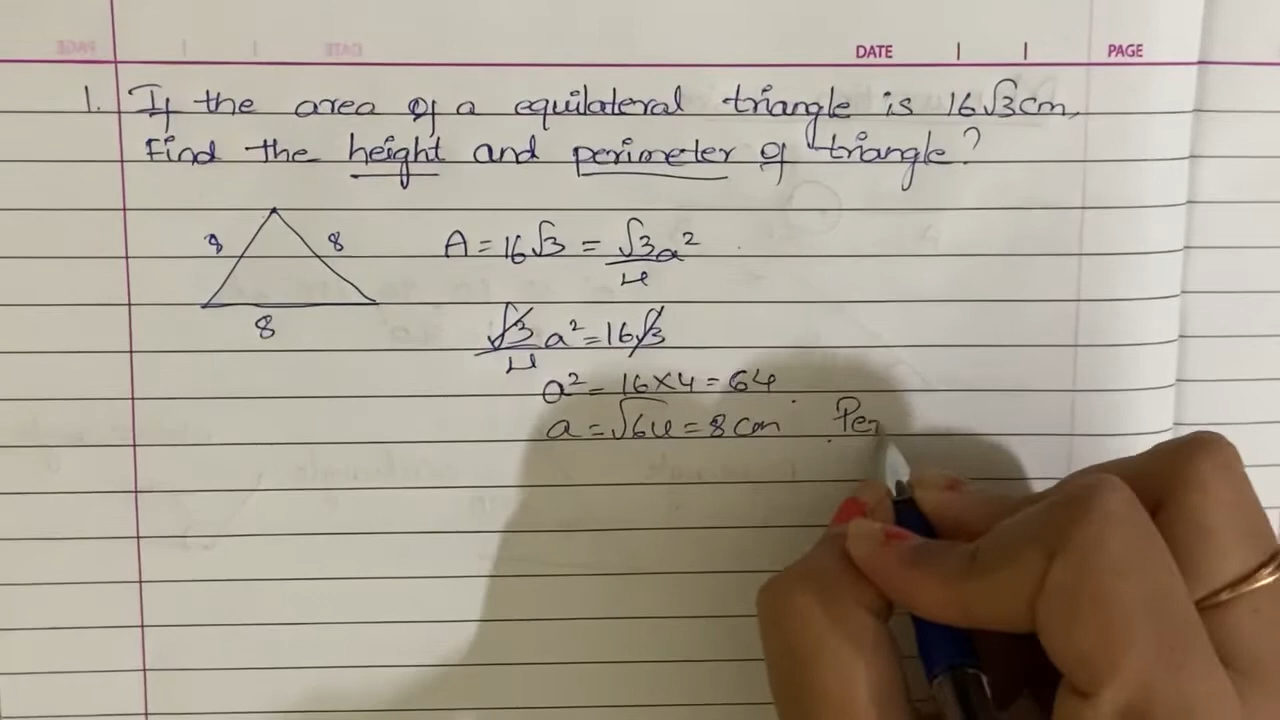 DATE PAGE
1. If the area of a equilateral triangle is 16√3cm,
Find the height and perimeter of triangle?
8 8
A = 16√3 = √3/4 a²
8
√3/4 a² = 16√3
a² = 16×4 = 64
a = √64 = 8 cm Per